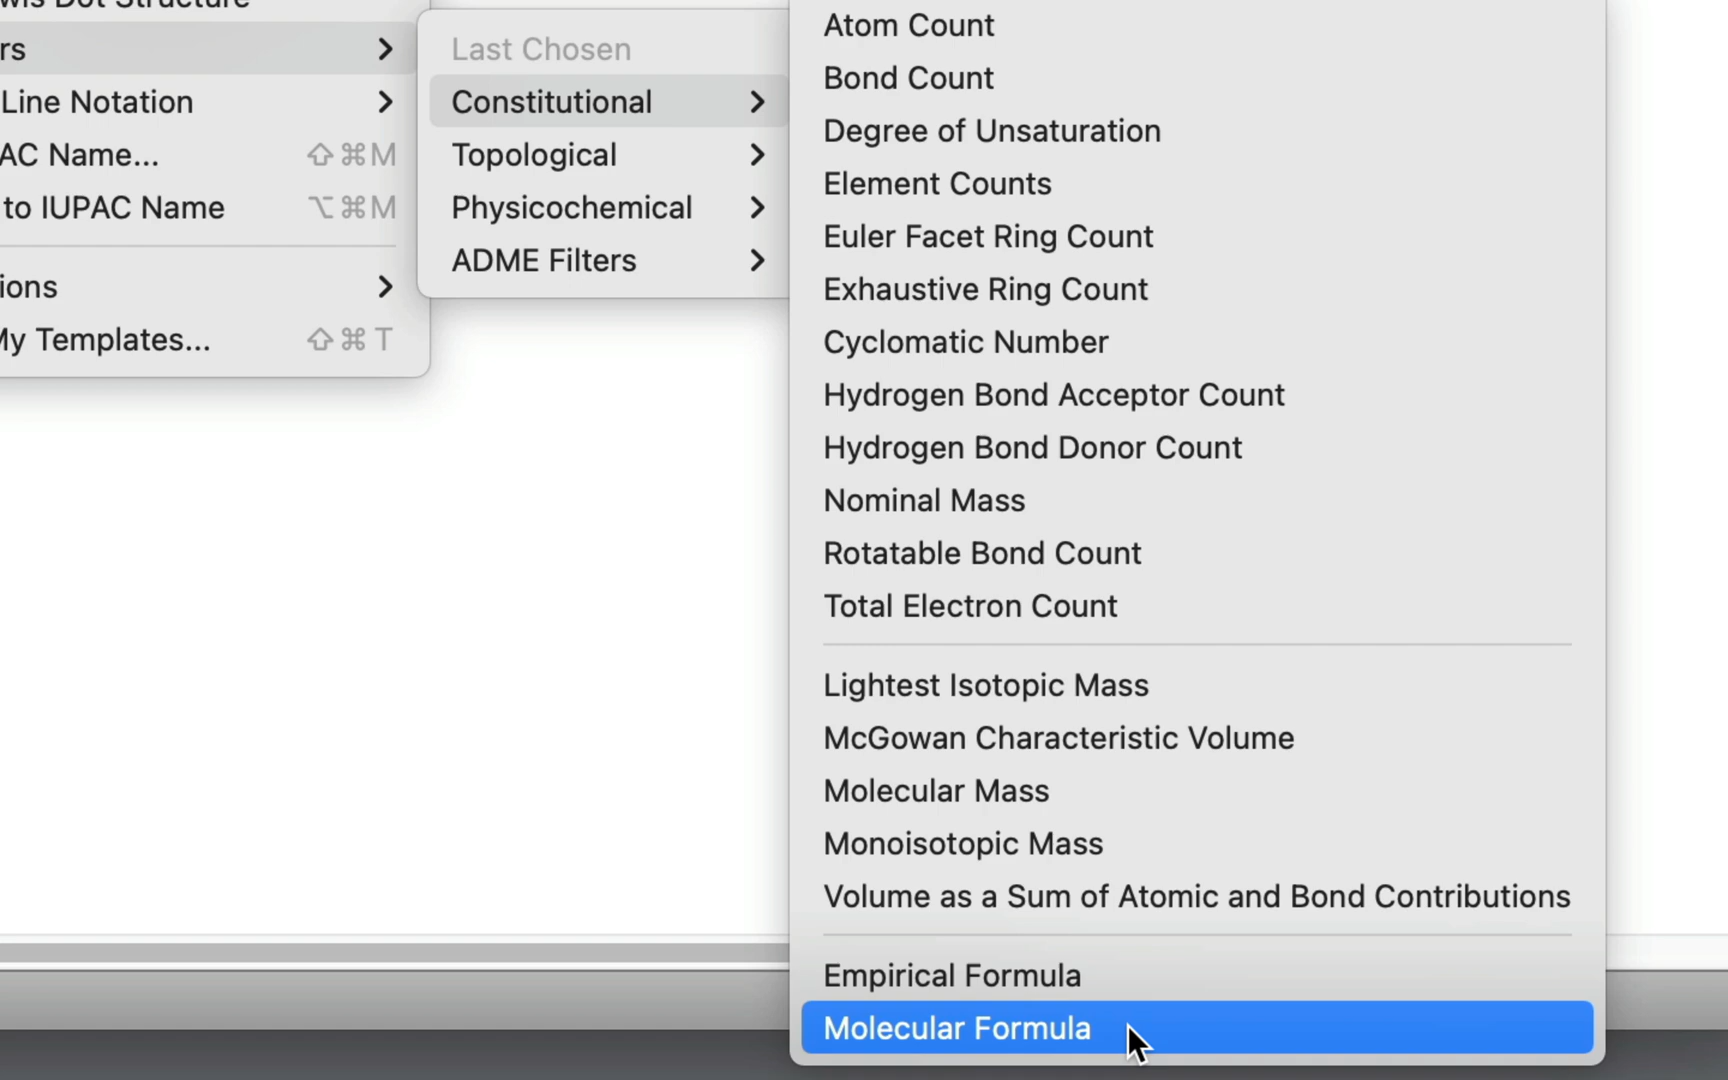 wis Dot Structure
rs
Line Notation
AC Name...
⇧⌘M
to IUPAC Name
⌥⌘M
ions
My Templates...
⇧⌘T
Last Chosen
Constitutional
Topological
Physicochemical
ADME Filters
Atom Count
Bond Count
Degree of Unsaturation
Element Counts
Euler Facet Ring Count
Exhaustive Ring Count
Cyclomatic Number
Hydrogen Bond Acceptor Count
Hydrogen Bond Donor Count
Nominal Mass
Rotatable Bond Count
Total Electron Count
Lightest Isotopic Mass
McGowan Characteristic Volume
Molecular Mass
Monoisotopic Mass
Volume as a Sum of Atomic and Bond Contributions
Empirical Formula
Molecular Formula